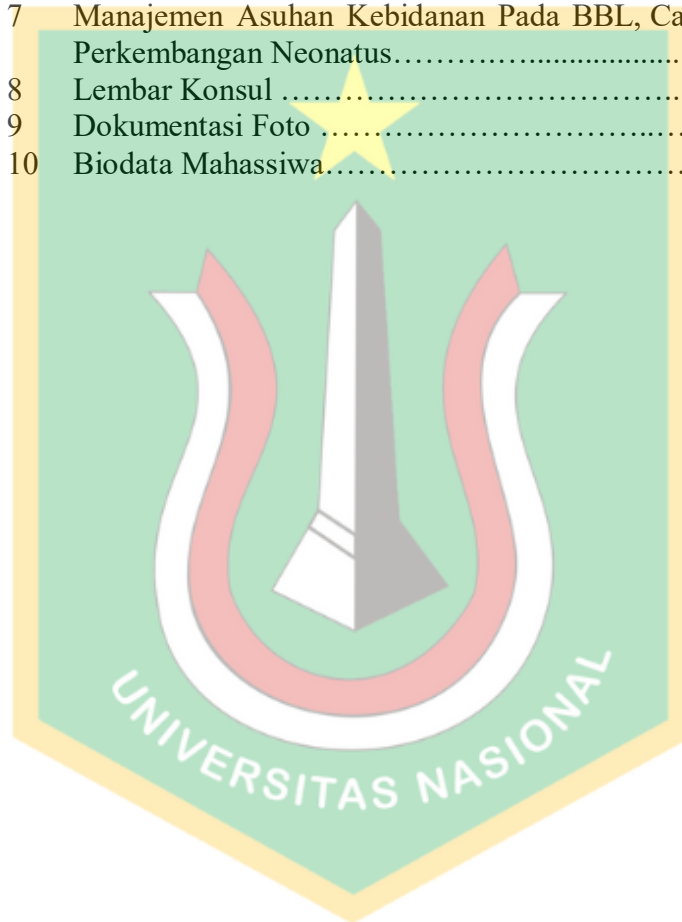 7 Manajemen Asuhan Kebidanan Pada BBL, Ca
Perkembangan Neonatus……….…....................
8 Lembar Konsul …………………………………..
9 Dokumentasi Foto …………………………..…
10 Biodata Mahassiwa………………………………
UNIVERSITAS NASIONAL